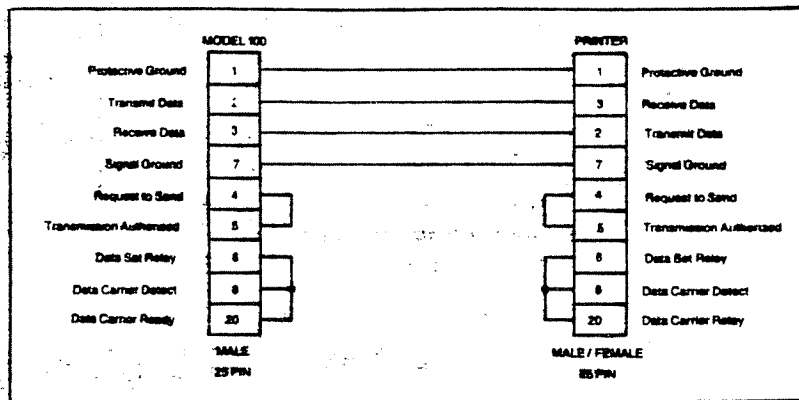 MODEL 100 PRINTER
Protective Ground 1 1 Protective Ground
Transmit Data 2 3 Receive Data
Receive Data 3 2 Transmit Data
Signal Ground 7 7 Signal Ground
Request to Send 4 4 Request to Send
Transmission Authorized 5 5 Transmission Authorized
Data Set Relay 6 6 Data Set Relay
Data Carrier Detect 8 8 Data Carrier Detect
Data Carrier Ready 20 20 Data Carrier Relay
MALE MALE / FEMALE
25 PIN 25 PIN